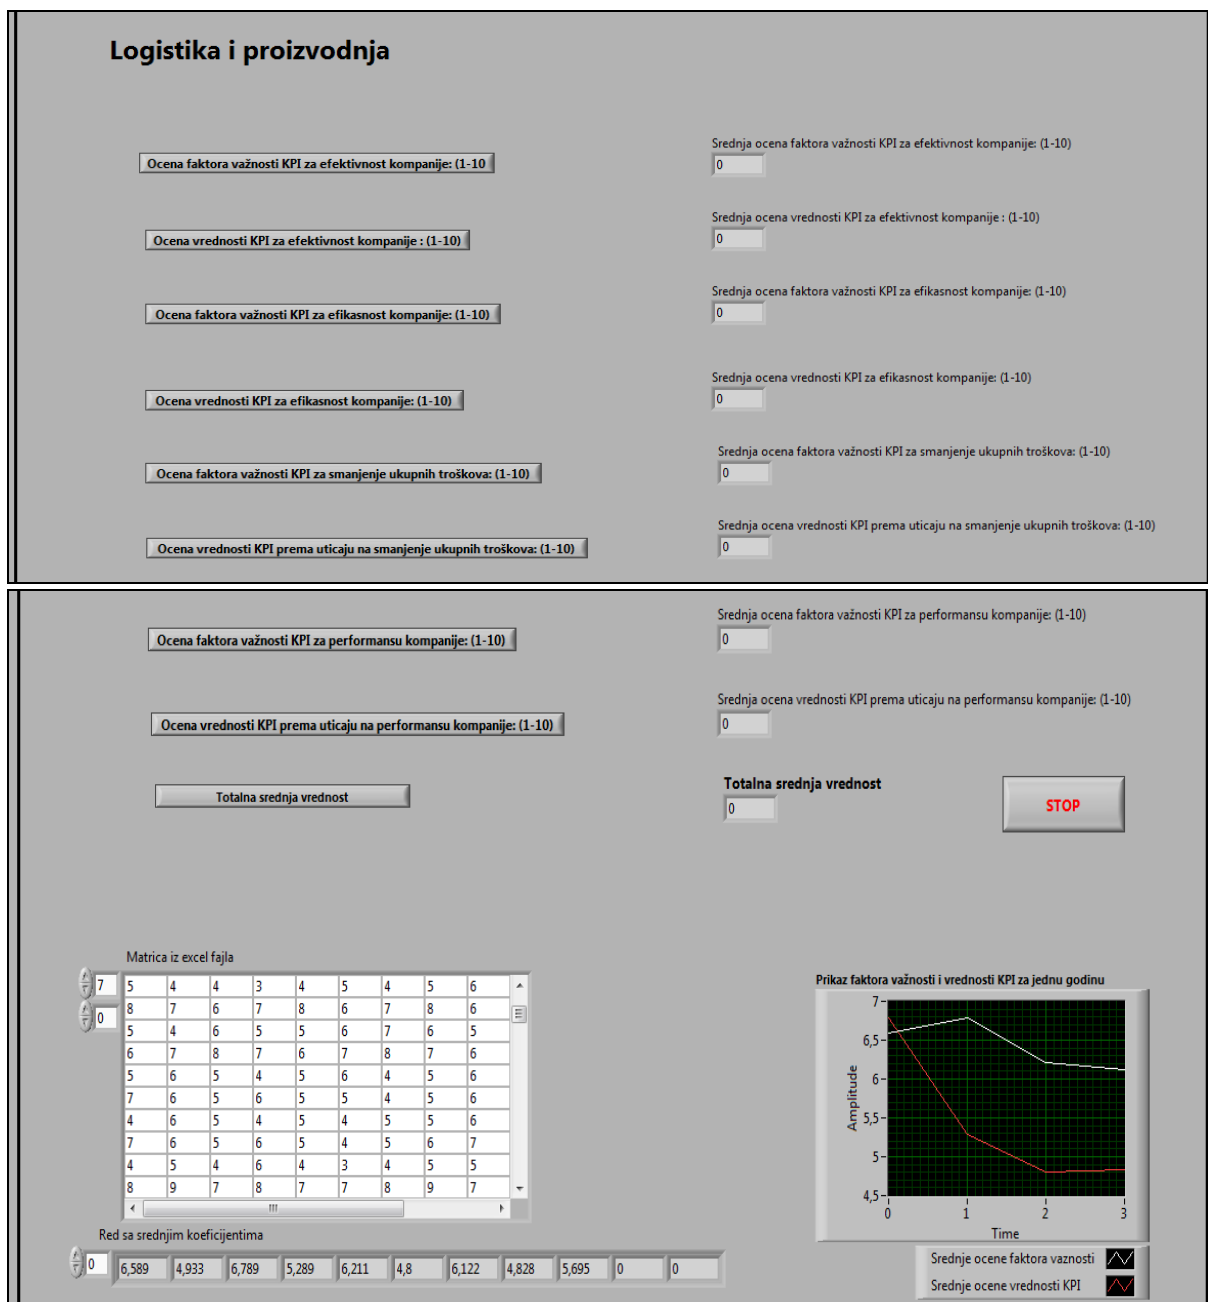 Logistika i proizvodnja
Srednja ocena faktora važnosti KPI za efektivnost kompanije: (1-10)
Ocena faktora važnosti KPI za efektivnost kompanije: (1-10
0
Srednja ocena vrednosti KPI za efektivnost kompanije : (1-10)
Ocena vrednosti KPI za efektivnost kompanije : (1-10)
0
Srednja ocena faktora važnosti KPI za efikasnost kompanije: (1-10)
Ocena faktora važnosti KPI za efikasnost kompanije: (1-10)
0
Srednja ocena vrednosti KPI za efikasnost kompanije: (1-10)
Ocena vrednosti KPI za efikasnost kompanije: (1-10)
0
Srednja ocena faktora važnosti KPI za smanjenje ukupnih troškova: (1-10)
Ocena faktora važnosti KPI za smanjenje ukupnih troškova: (1-10)
0
Srednja ocena vrednosti KPI prema uticaju na smanjenje ukupnih troškova: (1-10)
Ocena vrednosti KPI prema uticaju na smanjenje ukupnih troškova: (1-10)
0
Srednja ocena faktora važnosti KPI za performansu kompanije: (1-10)
Ocena faktora važnosti KPI za performansu kompanije: (1-10)
0
Srednja ocena vrednosti KPI prema uticaju na performansu kompanije: (1-10)
Ocena vrednosti KPI prema uticaju na performansu kompanije: (1-10)
0
Totalna srednja vrednost
Totalna srednja vrednost
0
STOP
Matrica iz excel fajla
7
0
5 4 4 3 4 5 4 5 6
8 7 6 7 8 6 7 8 6
5 4 6 5 5 6 7 6 5
6 7 8 7 6 7 8 7 6
5 6 5 4 5 6 4 5 6
7 6 5 6 5 5 4 5 6
4 6 5 4 5 4 5 5 6
7 6 5 6 5 4 5 6 7
4 5 4 6 4 3 4 5 5
8 9 7 8 7 7 8 9 7
Red sa srednjim koeficijentima
0 6,589 4,933 6,789 5,289 6,211 4,8 6,122 4,828 5,695 0 0
Prikaz faktora važnosti i vrednosti KPI za jednu godinu
Amplitude
7
6,5
6
5,5
5
4,5
0 1 2 3
Time
Srednje ocene faktora vaznosti
Srednje ocene vrednosti KPI